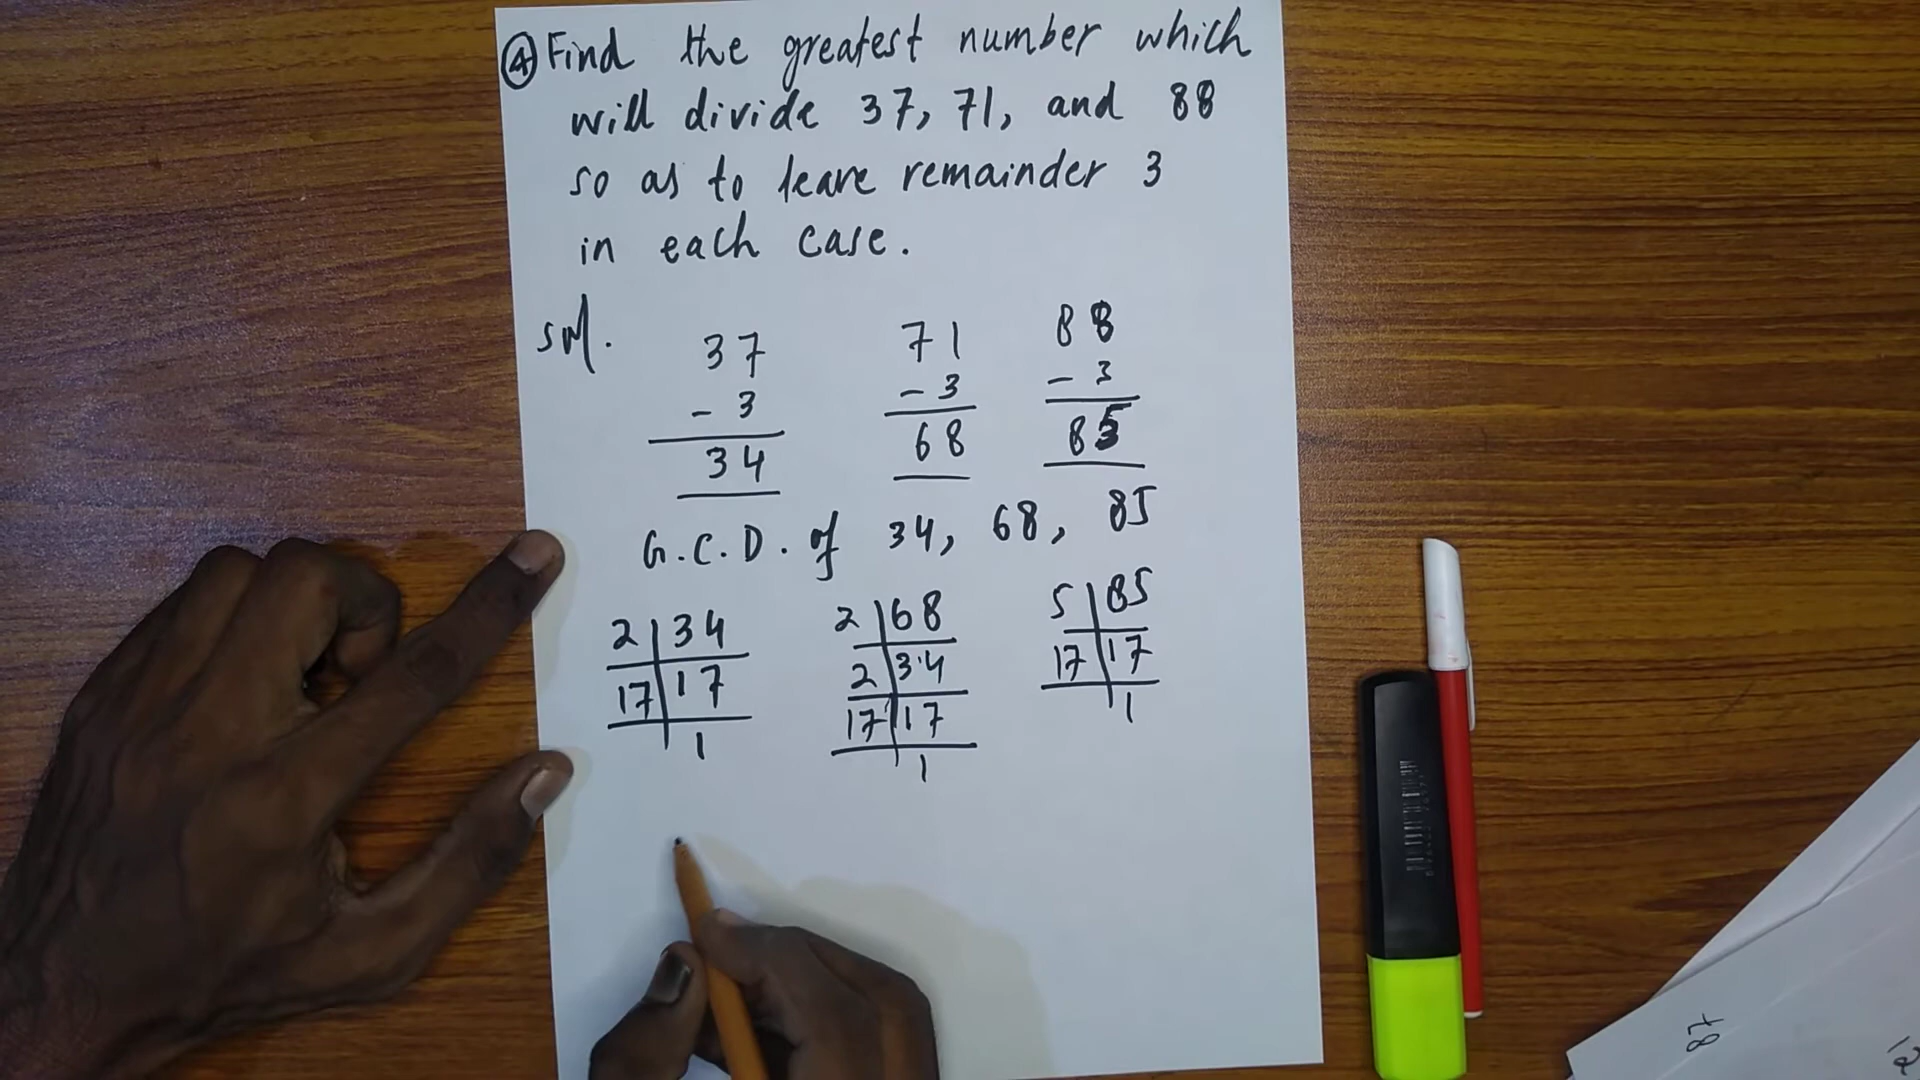 4 Find the greatest number which
will divide 37, 71, and 88
so as to leave remainder 3
in each case.
sol.
37 71 88
- 3 - 3 - 3
34 68 85
G.C.D. of 34, 68, 85
2 34 2 68 5 85
17 17 2 34 17 17
1 17 17 1
1